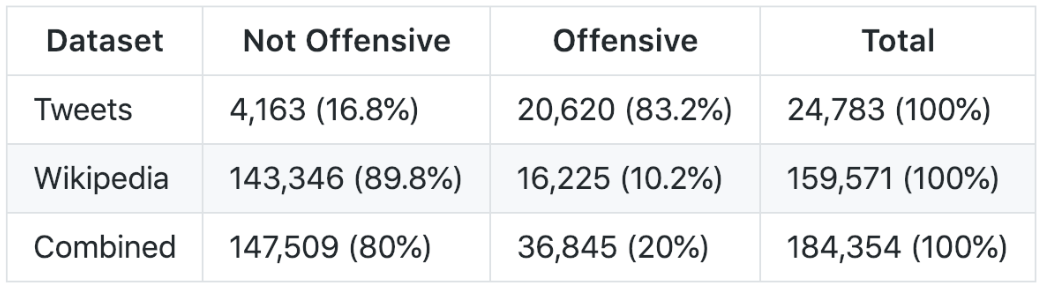 Dataset Not Offensive Offensive Total
Tweets 4,163 (16.8%) 20,620 (83.2%) 24,783 (100%)
Wikipedia 143,346 (89.8%) 16,225 (10.2%) 159,571 (100%)
Combined 147,509 (80%) 36,845 (20%) 184,354 (100%)